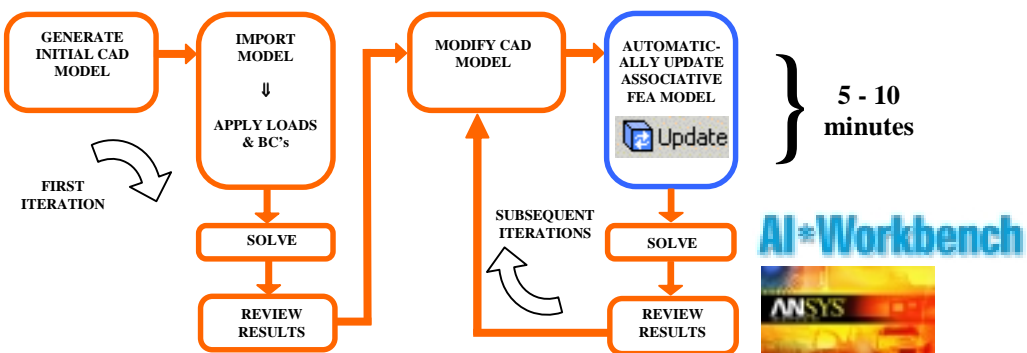 GENERATE
INITIAL CAD
MODEL
IMPORT
MODEL
⇓
APPLY LOADS
& BC's
FIRST
ITERATION
SOLVE
REVIEW
RESULTS
MODIFY CAD
MODEL
AUTOMATIC-
ALLY UPDATE
ASSOCIATIVE
FEA MODEL
Update
5 - 10
minutes
SUBSEQUENT
ITERATIONS
SOLVE
REVIEW
RESULTS
AI*Workbench
ANSYS